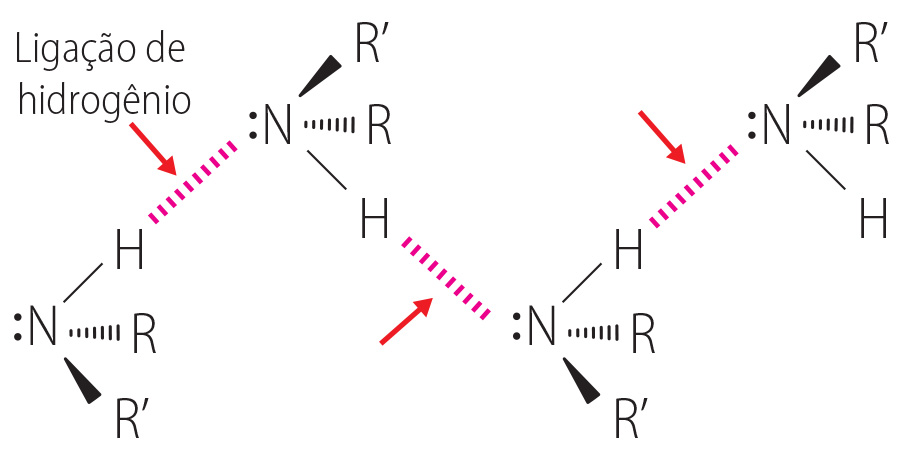 Ligação de
hidrogênio
R′
:N R
H
H
:N R
R′
R′
:N R
H
H
:N R
R′